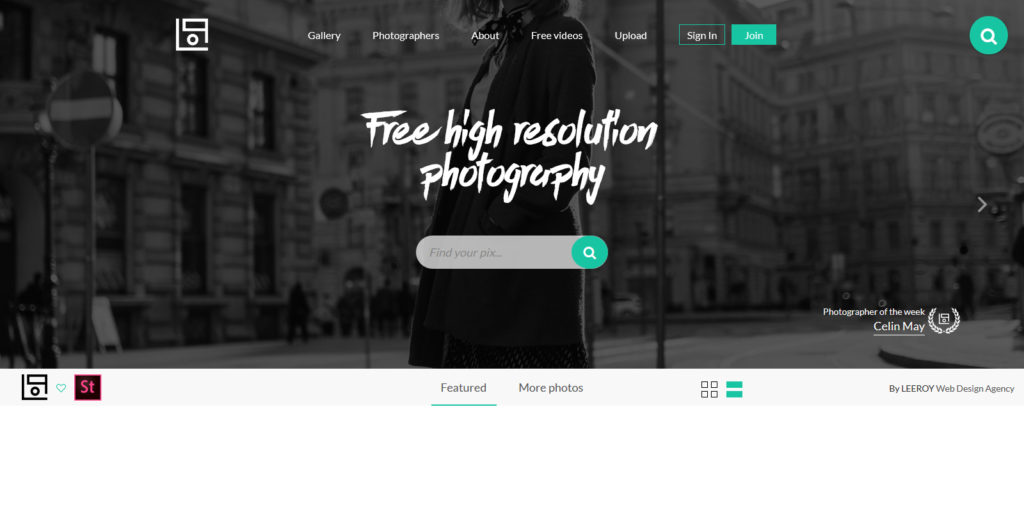 Gallery
Photographers
About
Free videos
Upload
Sign In
Join
Free high resolution
photography
Find your pix...
Photographer of the week
Celin May
St
Featured
More photos
By LEEROY Web Design Agency